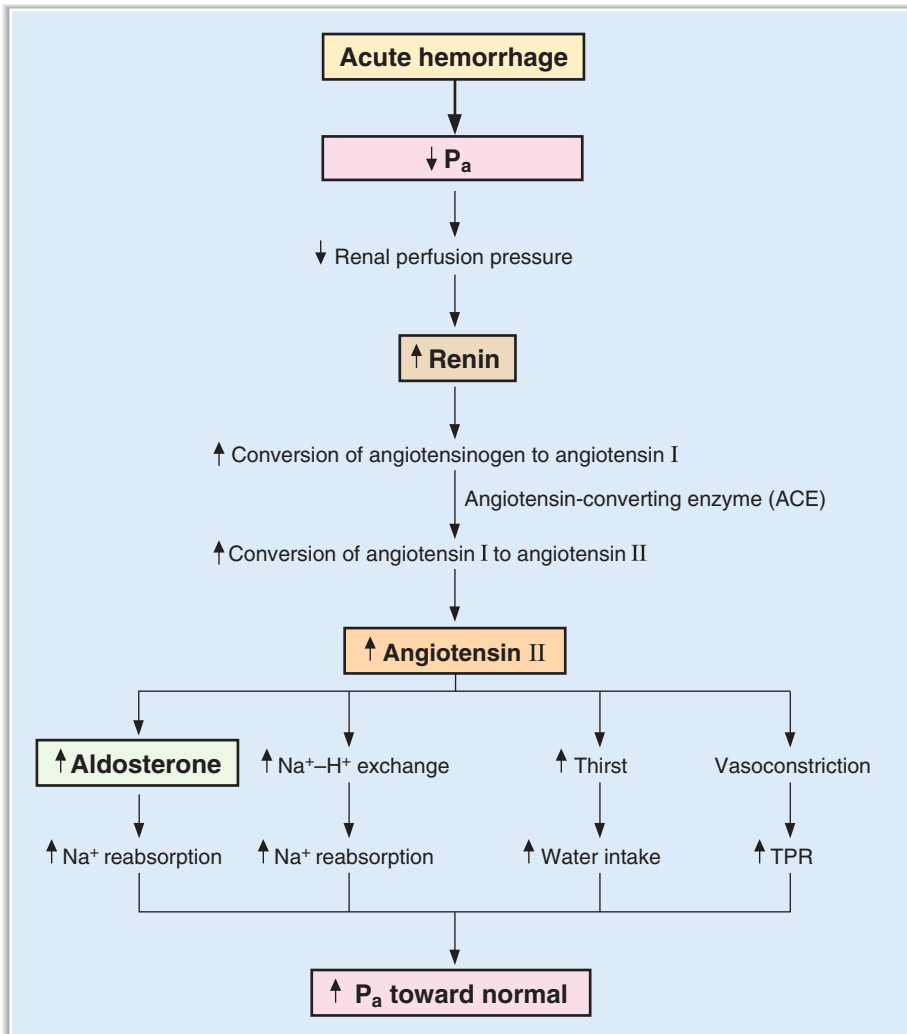 Acute hemorrhage
↓ Pa
↓ Renal perfusion pressure
↑ Renin
↑ Conversion of angiotensinogen to angiotensin I
Angiotensin-converting enzyme (ACE)
↑ Conversion of angiotensin I to angiotensin II
↑ Angiotensin II
↑ Aldosterone ↑ Na⁺–H⁺ exchange ↑ Thirst Vasoconstriction
↑ Na⁺ reabsorption ↑ Na⁺ reabsorption ↑ Water intake ↑ TPR
↑ Pa toward normal